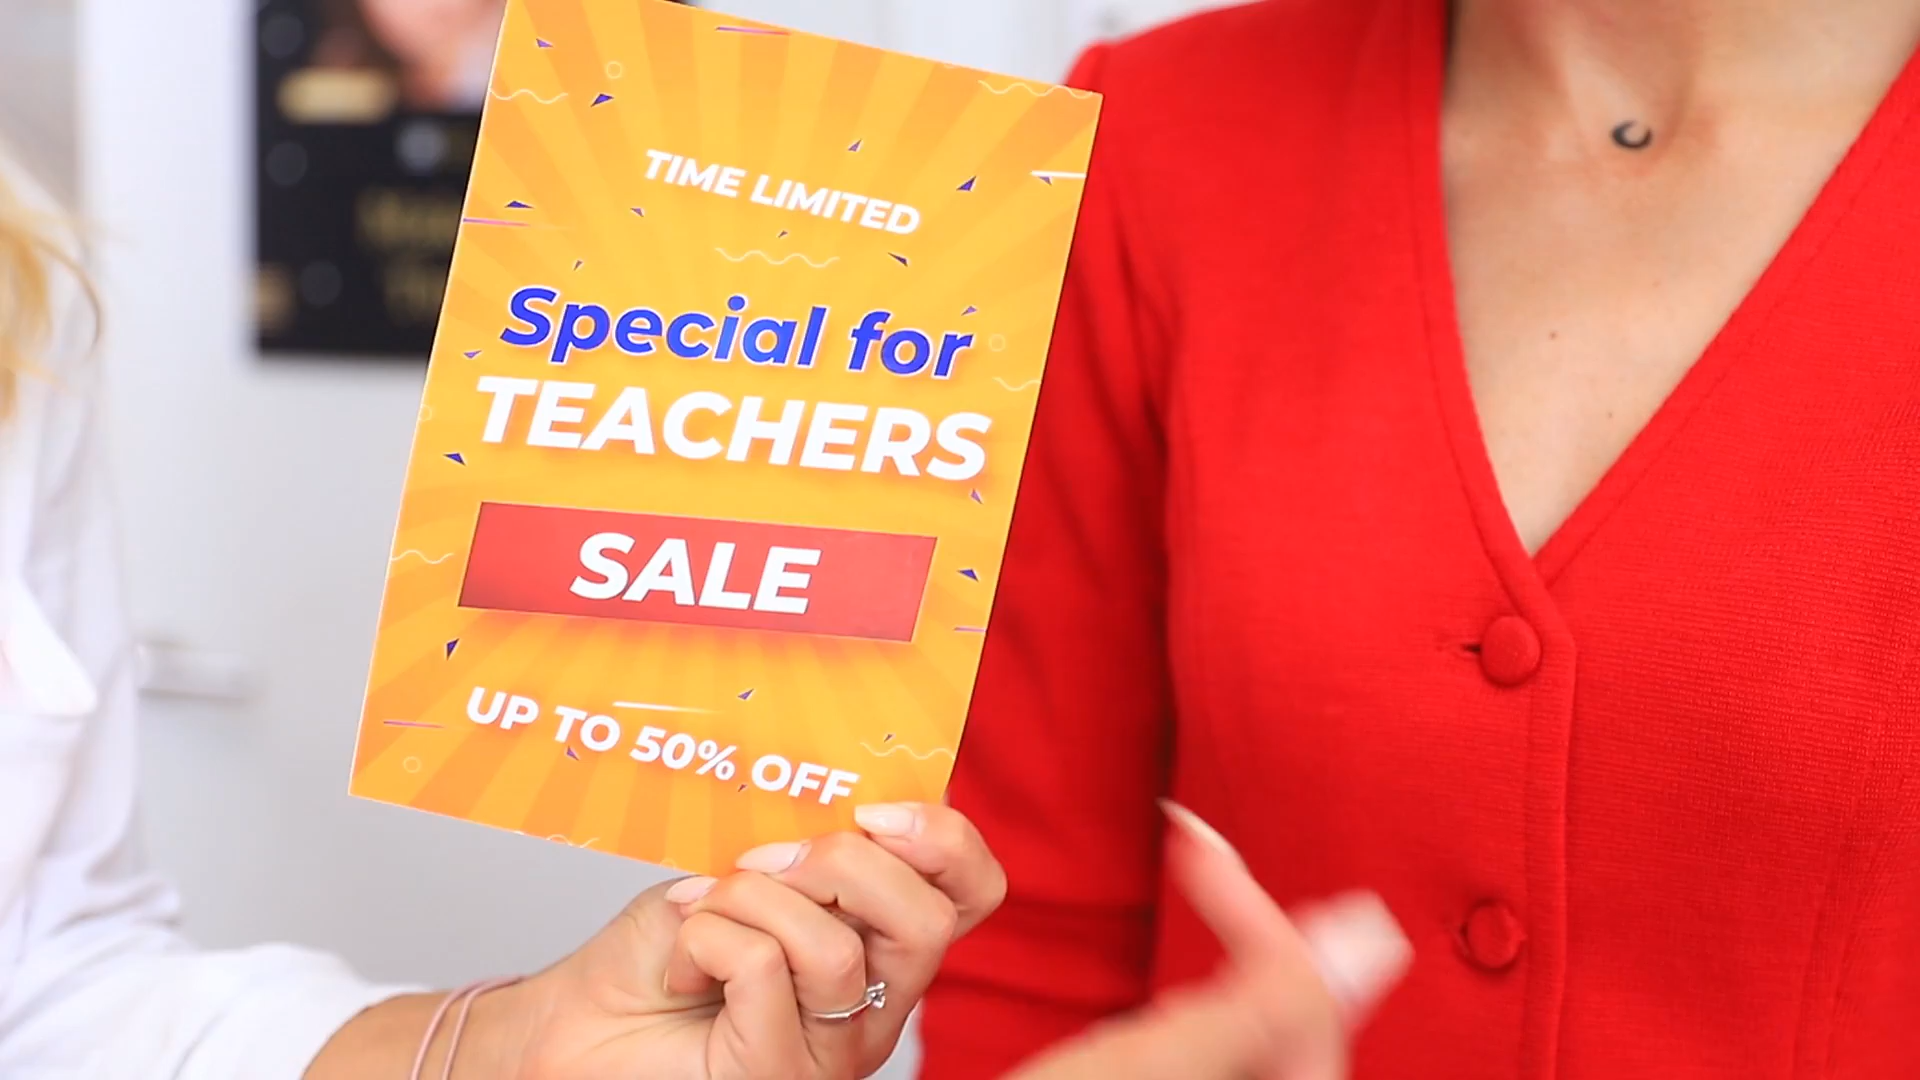 TIME LIMITED
Special for
TEACHERS
SALE
UP TO 50% OFF